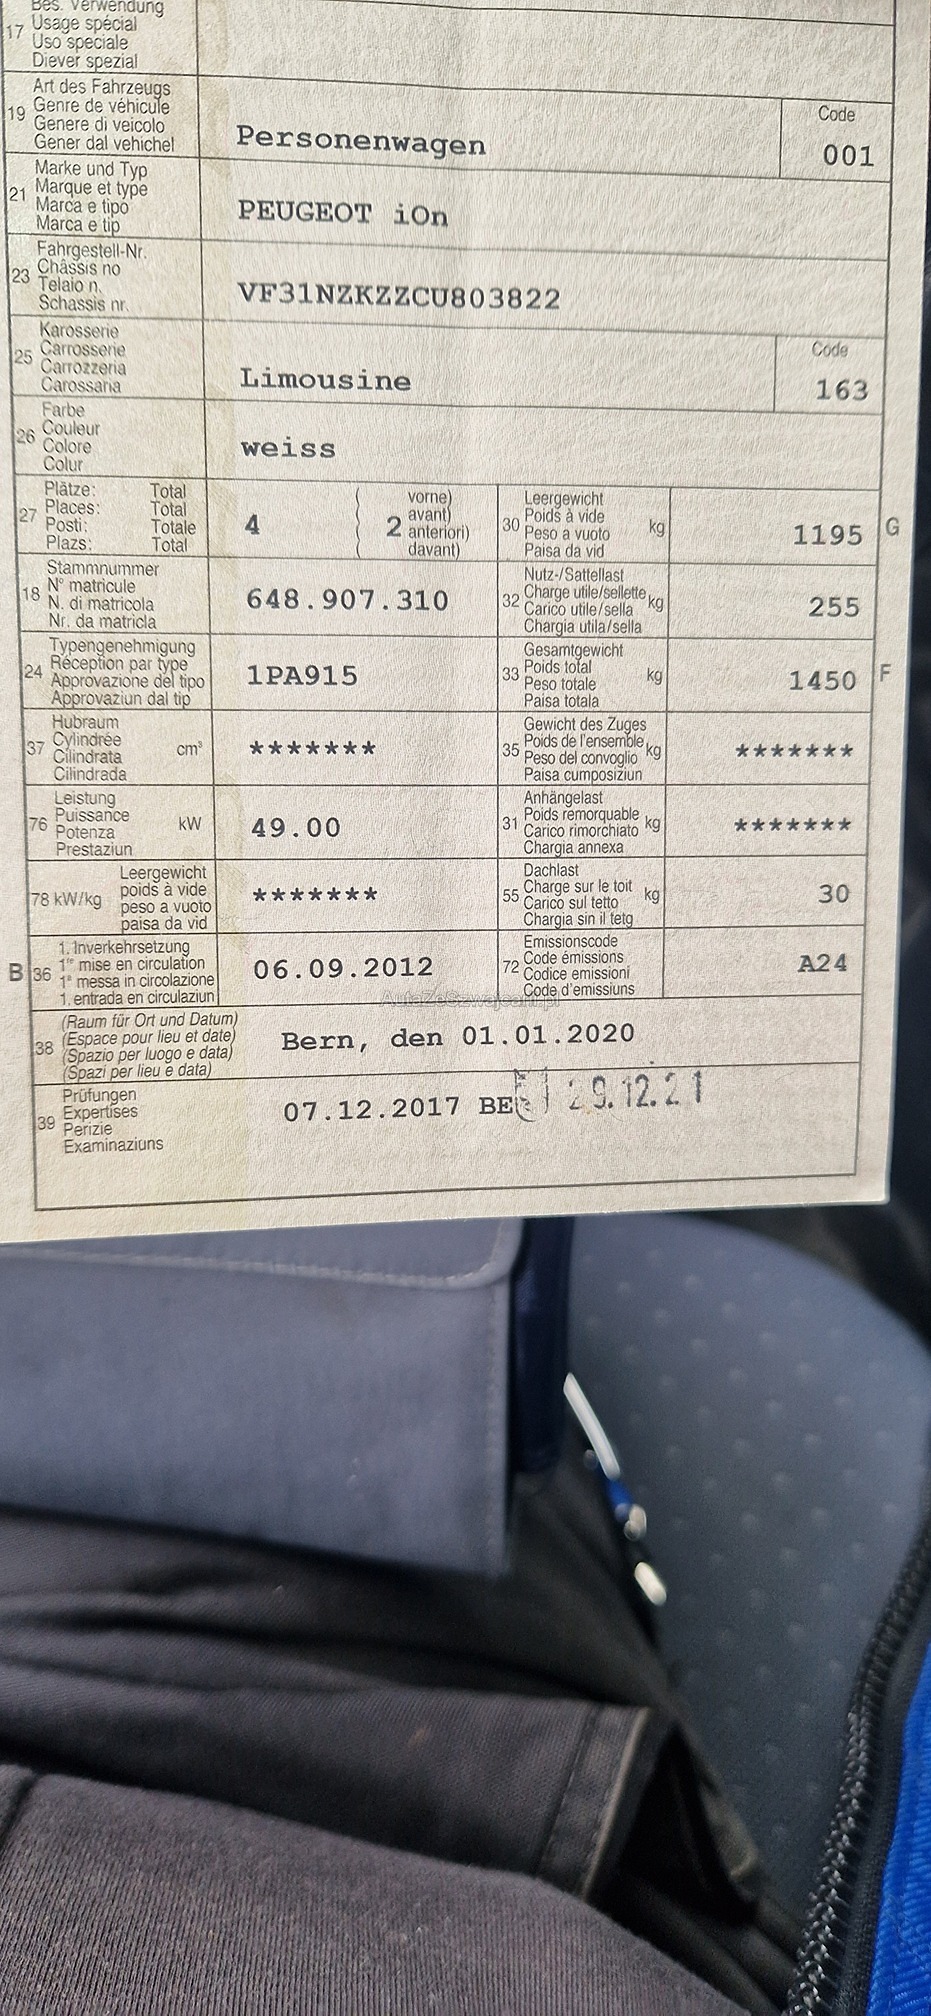 Bes. Verwendung
17 Usage spécial
Uso speciale
Diever spezial
Art des Fahrzeugs
19 Genre de véhicule
Genere di veicolo
Gener dal vehichel
Personenwagen
Code
001
Marke und Typ
21 Marque et type
Marca e tipo
Marca e tip
PEUGEOT iOn
Fahrgestell-Nr.
23 Châssis no
Telaio n.
Schassis nr.
VF31NZKZZCU803822
Karosserie
25 Carrosserie
Carrozzeria
Carossaria
Limousine
Code
163
Farbe
26 Couleur
Colore
Colur
weiss
Plätze: Total
27 Places: Total
Posti: Totale
Plazs: Total
4
( vorne)
2 avant)
anteriori)
( davant)
Leergewicht
30 Poids à vide kg
Peso a vuoto
Paisa da vid
1195 G
Stammnummer
18 N° matricule
N. di matricola
Nr. da matricla
648.907.310
Nutz-/Sattellast
32 Charge utile/sellette kg
Carico utile/sella
Chargia utila/sella
255
Typengenehmigung
24 Réception par type
Approvazione del tipo
Approvaziun dal tip
1PA915
Gesamtgewicht
33 Poids total kg
Peso totale
Paisa totala
1450 F
Hubraum
37 Cylindrée cm³
Cilindrata
Cilindrada
*******
Gewicht des Zuges
35 Poids de l'ensemble kg
Peso del convoglio
Paisa cumposiziun
*******
Leistung
76 Puissance kW
Potenza
Prestaziun
49.00
Anhängelast
31 Poids remorquable kg
Carico rimorchiato
Chargia annexa
*******
Leergewicht
78 kW/kg poids à vide
peso a vuoto
paisa da vid
*******
Dachlast
55 Charge sur le toit kg
Carico sul tetto
Chargia sin il tetg
30
1. Inverkehrsetzung
B 36 1re mise en circulation
1a messa in circolazione
1. entrada en circulaziun
06.09.2012
Emissionscode
72 Code émissions
Codice emissioni
Code d'emissiuns
A24
AutaZeSzwajcarii.pl
(Raum für Ort und Datum)
38 (Espace pour lieu et date)
(Spazio per luogo e data)
(Spazi per lieu e data)
Bern, den 01.01.2020
Prüfungen
39 Expertises
Perizie
Examinaziuns
07.12.2017 BE
29.12.21